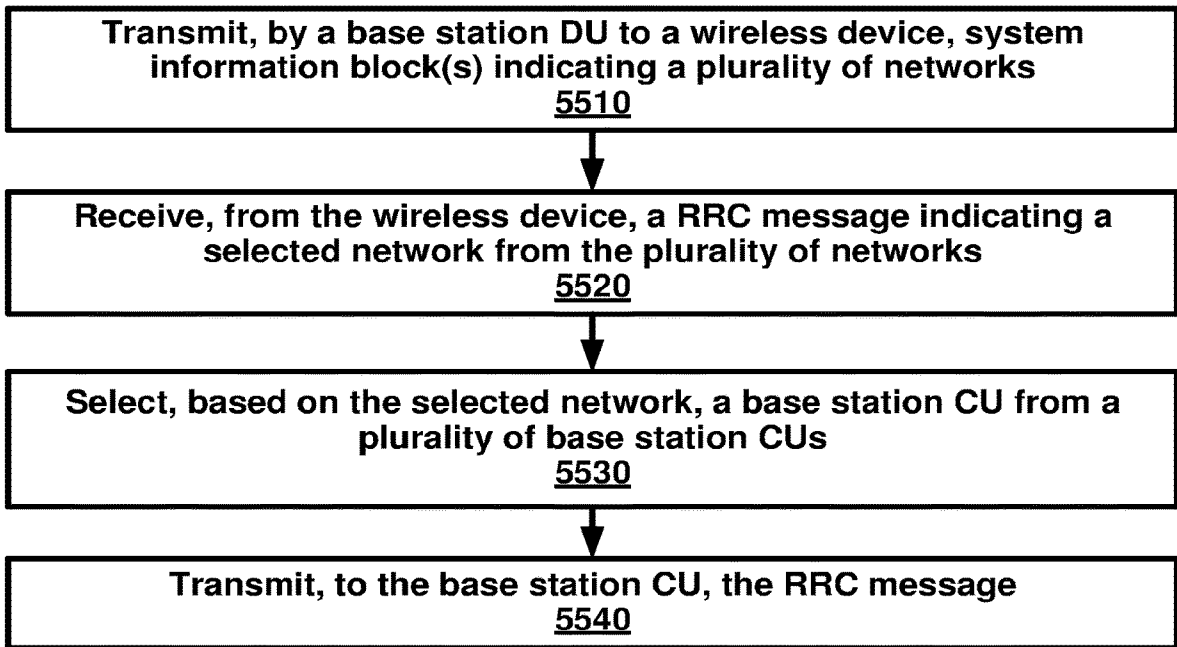 Transmit, by a base station DU to a wireless device, system
information block(s) indicating a plurality of networks
5510
Receive, from the wireless device, a RRC message indicating a
selected network from the plurality of networks
5520
Select, based on the selected network, a base station CU from a
plurality of base station CUs
5530
Transmit, to the base station CU, the RRC message
5540